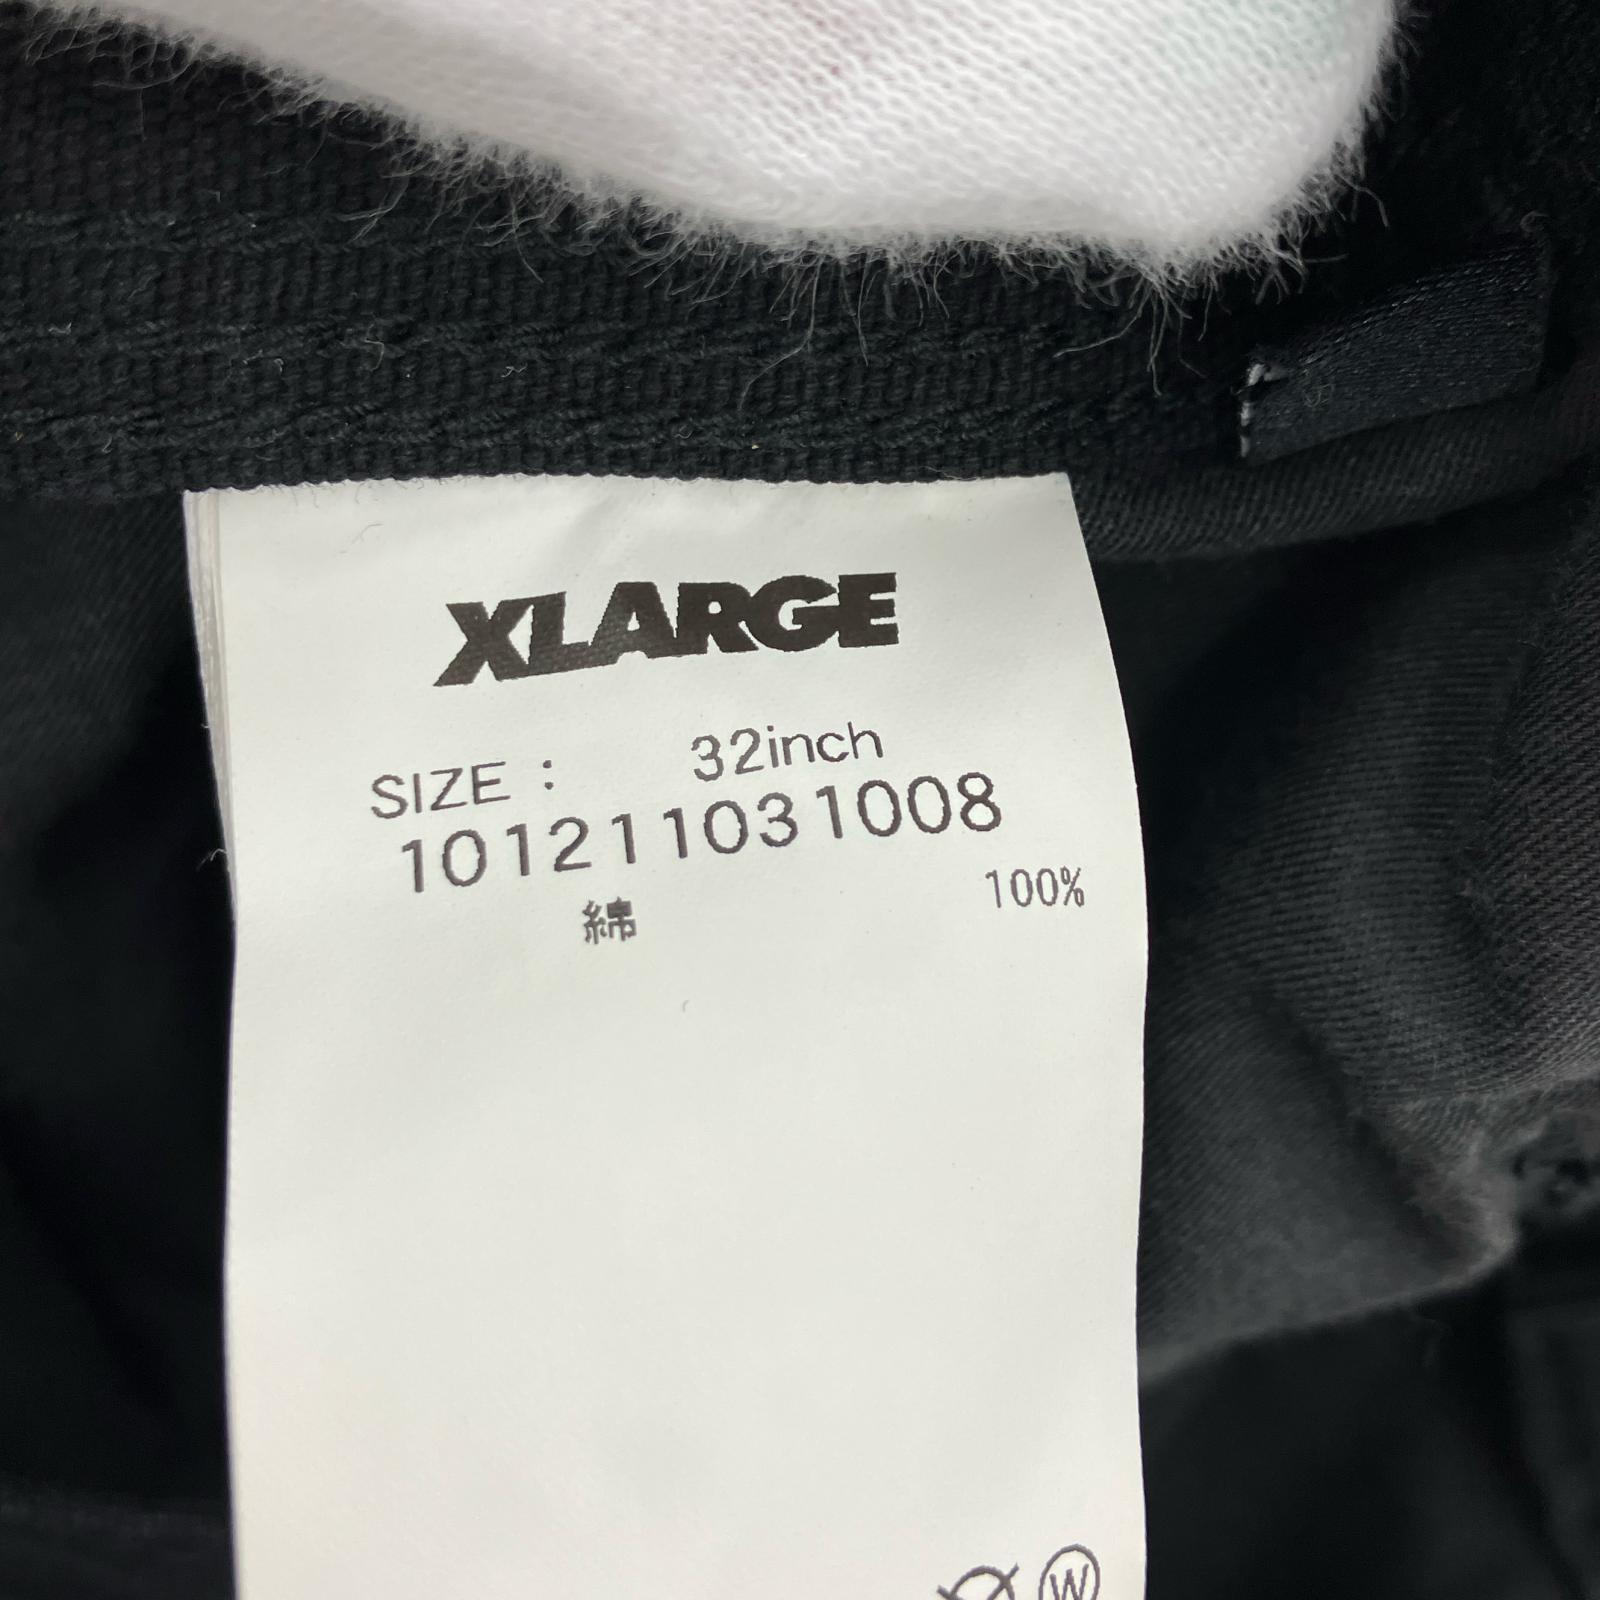 XLARGE
SIZE : 32inch
101211031008
綿 100%
W